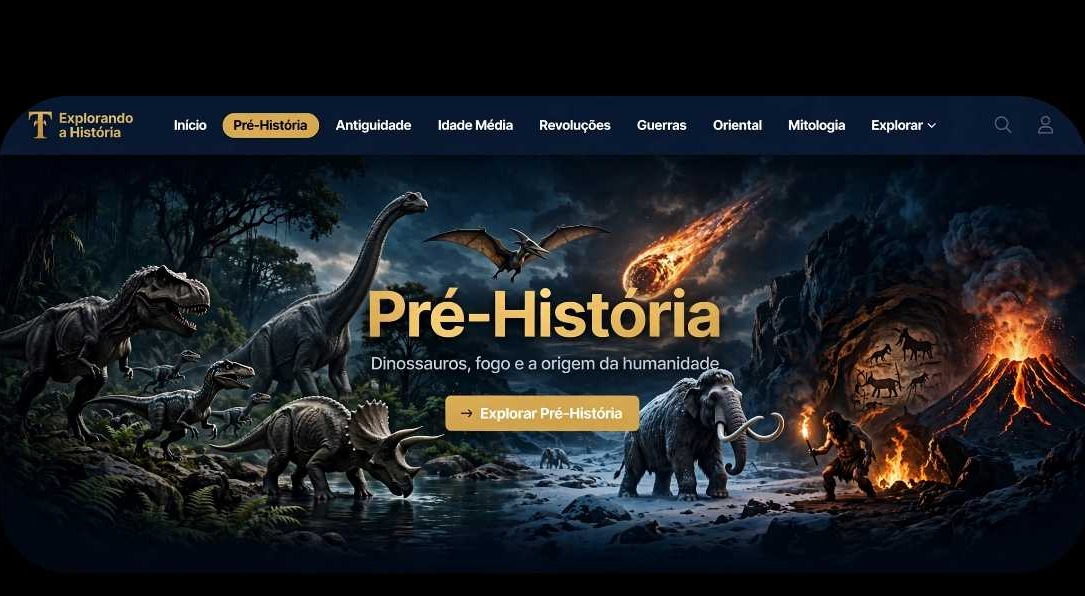 Explorando
a História
Início
Pré-História
Antiguidade
Idade Média
Revoluções
Guerras
Oriental
Mitologia
Explorar
Pré-História
Dinossauros, fogo e a origem da humanidade
→ Explorar Pré-História